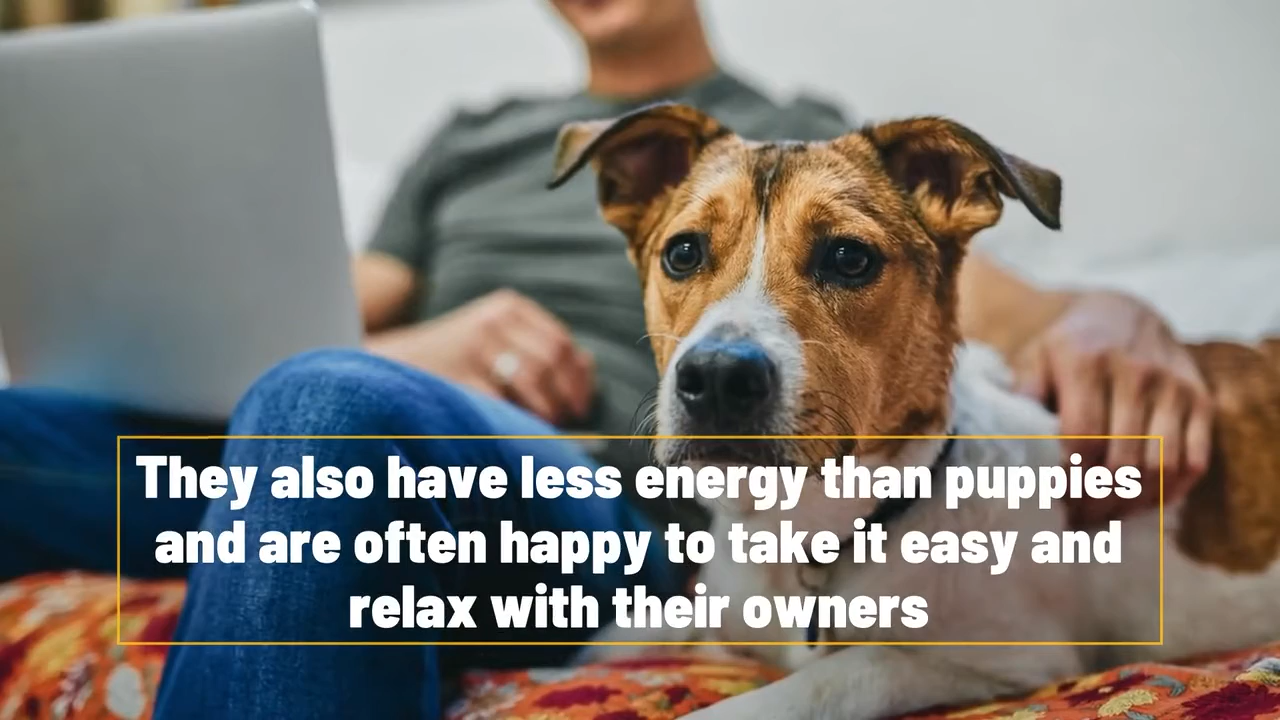 They also have less energy than puppies
and are often happy to take it easy and
relax with their owners